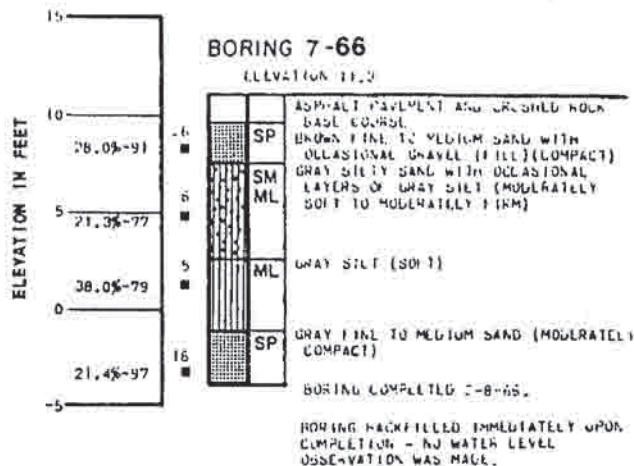 15
BORING 7-66
ELEVATION 11.
ASPHALT PAVEMENT AND CRUSHED ROCK
BASE COURSE
10
ELEVATION IN FEET
28.0%-91
SP
BROWN FINE TO MEDIUM SAND WITH
OCCASIONAL GRAVEL (FILL)(COMPACT)
SM
ML
GRAY SILTY SAND WITH OCCASIONAL
LAYERS OF GRAY SILT (MODERATELY
SOFT TO MODERATELY FIRM)
6
5
21.3%-77
5
ML
GRAY SILT (SOFT)
38.0%-79
0
SP
GRAY FINE TO MEDIUM SAND (MODERATELY
COMPACT)
16
21.4%-97
BORING COMPLETED
-5
BORING BACKFILLED IMMEDIATELY UPON
COMPLETION - NO WATER LEVEL
OBSERVATION WAS MADE.